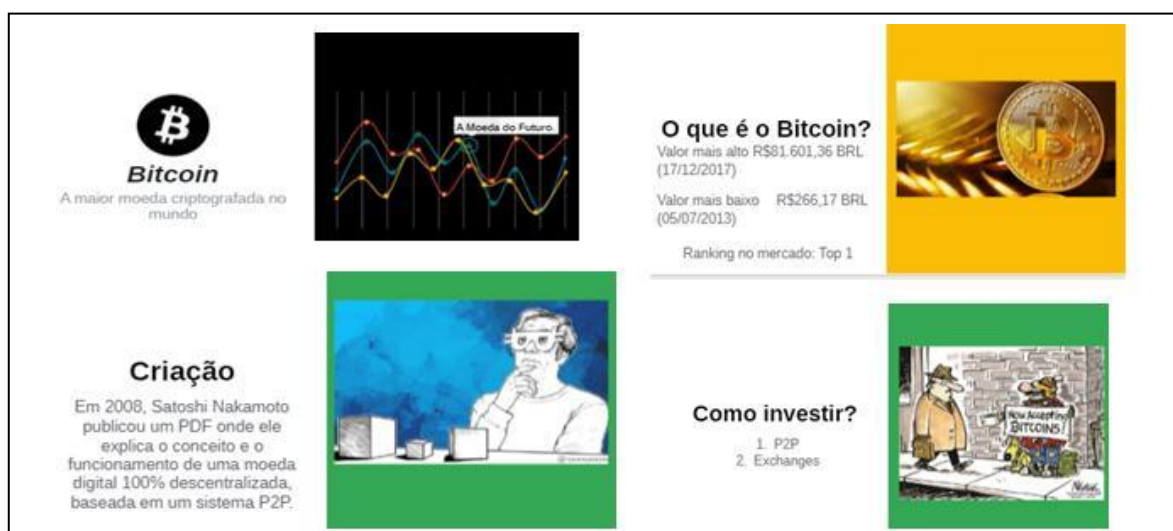 Bitcoin
A maior moeda criptografada no
mundo
A Moeda do Futuro.
O que é o Bitcoin?
Valor mais alto R$81.601,36 BRL
(17/12/2017)
Valor mais baixo R$266,17 BRL
(05/07/2013)
Ranking no mercado: Top 1
Criação
Em 2008, Satoshi Nakamoto
publicou um PDF onde ele
explica o conceito e o
funcionamento de uma moeda
digital 100% descentralizada,
baseada em um sistema P2P.
Como investir?
1. P2P
2. Exchanges
Now Accepting
BITCOINS!